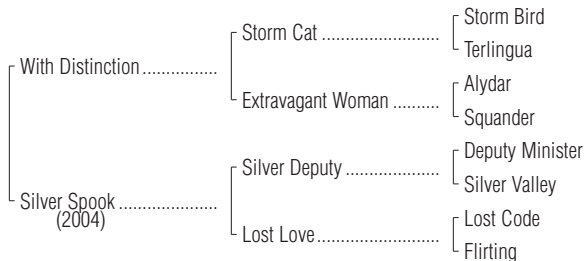 Storm Bird
Storm Cat ........................
Terlingua
With Distinction ...............
Alydar
Extravagant Woman .........
Squander
Deputy Minister
Silver Deputy ...................
Silver Valley
Silver Spook ....................
(2004)
Lost Code
Lost Love .........................
Flirting